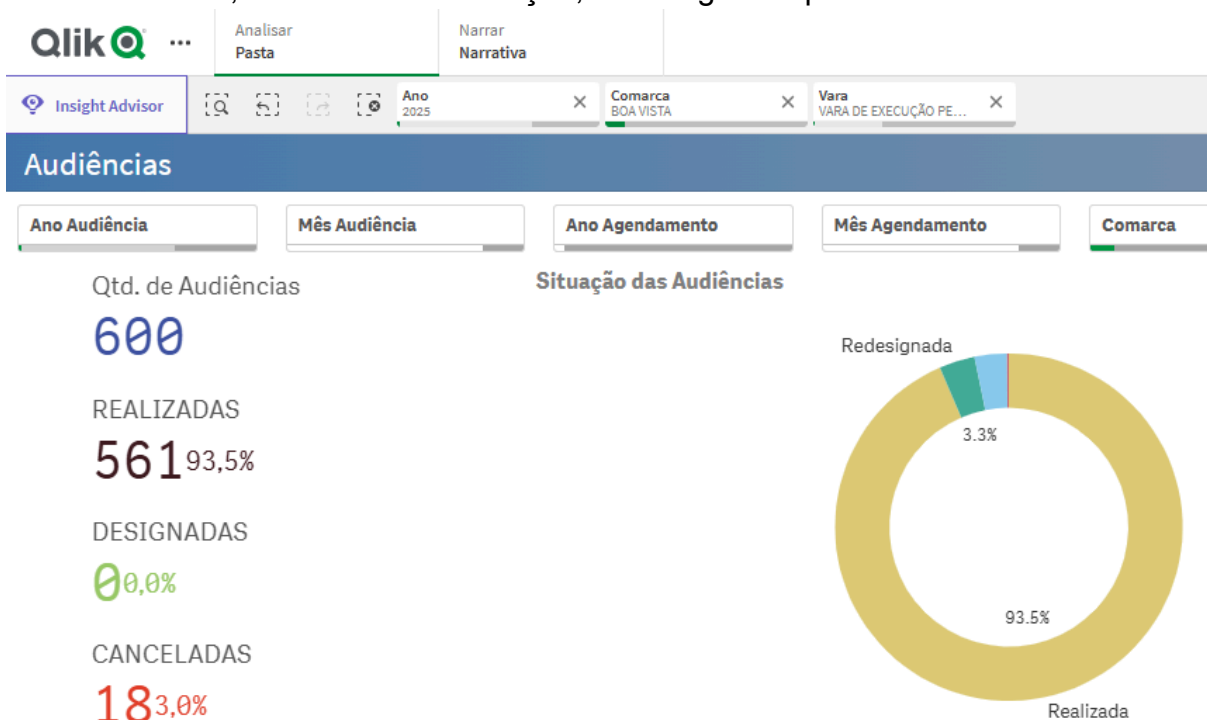 Qlik
Analisar
Pasta
Narrar
Narrativa
Insight Advisor
Ano
2025
Comarca
BOA VISTA
Vara
VARA DE EXECUÇÃO PE...
Audiências
Ano Audiência
Mês Audiência
Ano Agendamento
Mês Agendamento
Comarca
Qtd. de Audiências
600
Situação das Audiências
REALIZADAS
561 93,5%
DESIGNADAS
0 0,0%
CANCELADAS
18 3,0%
Redesignada
3.3%
93.5%
Realizada